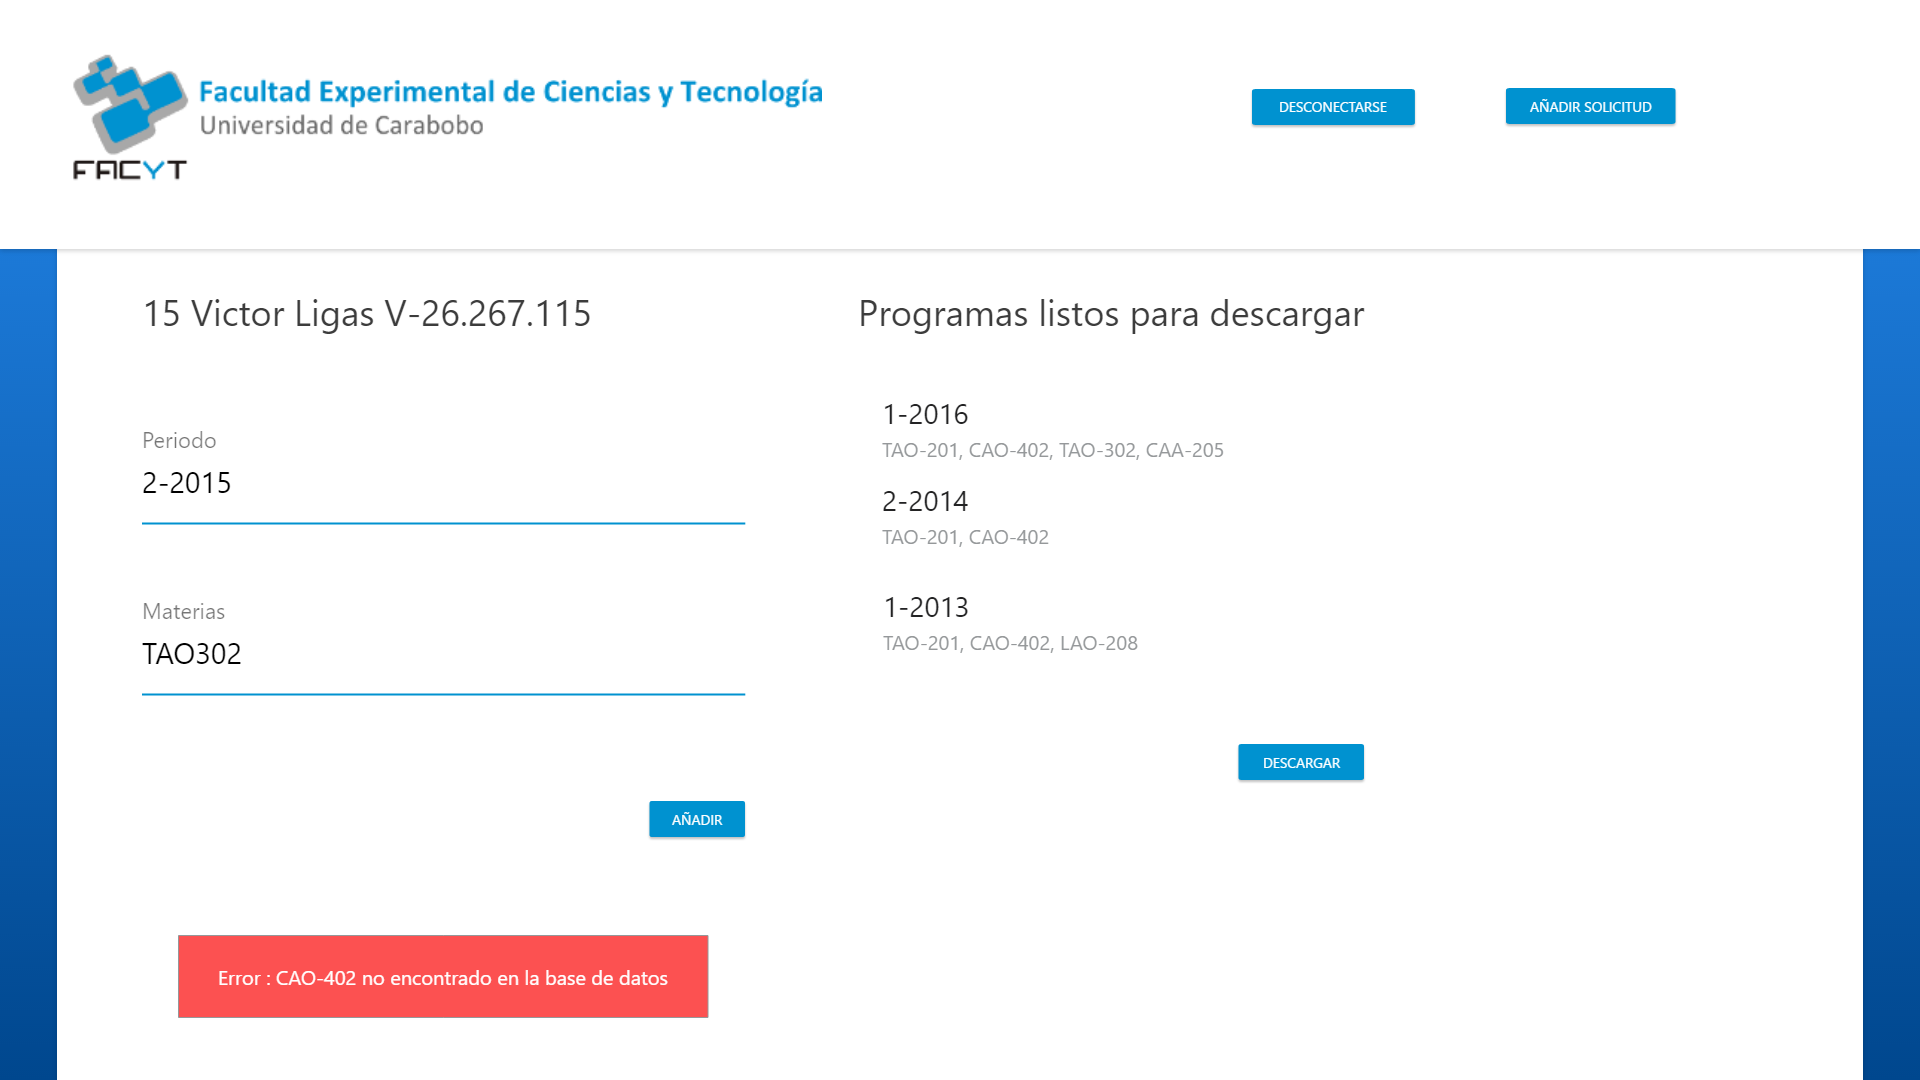 Facultad Experimental de Ciencias y Tecnología
Universidad de Carabobo
FACYT
DESCONECTARSE
AÑADIR SOLICITUD
15 Victor Ligas V-26.267.115
Periodo
2-2015
Materias
TAO302
AÑADIR
Error : CAO-402 no encontrado en la base de datos
Programas listos para descargar
1-2016
TAO-201, CAO-402, TAO-302, CAA-205
2-2014
TAO-201, CAO-402
1-2013
TAO-201, CAO-402, LAO-208
DESCARGAR